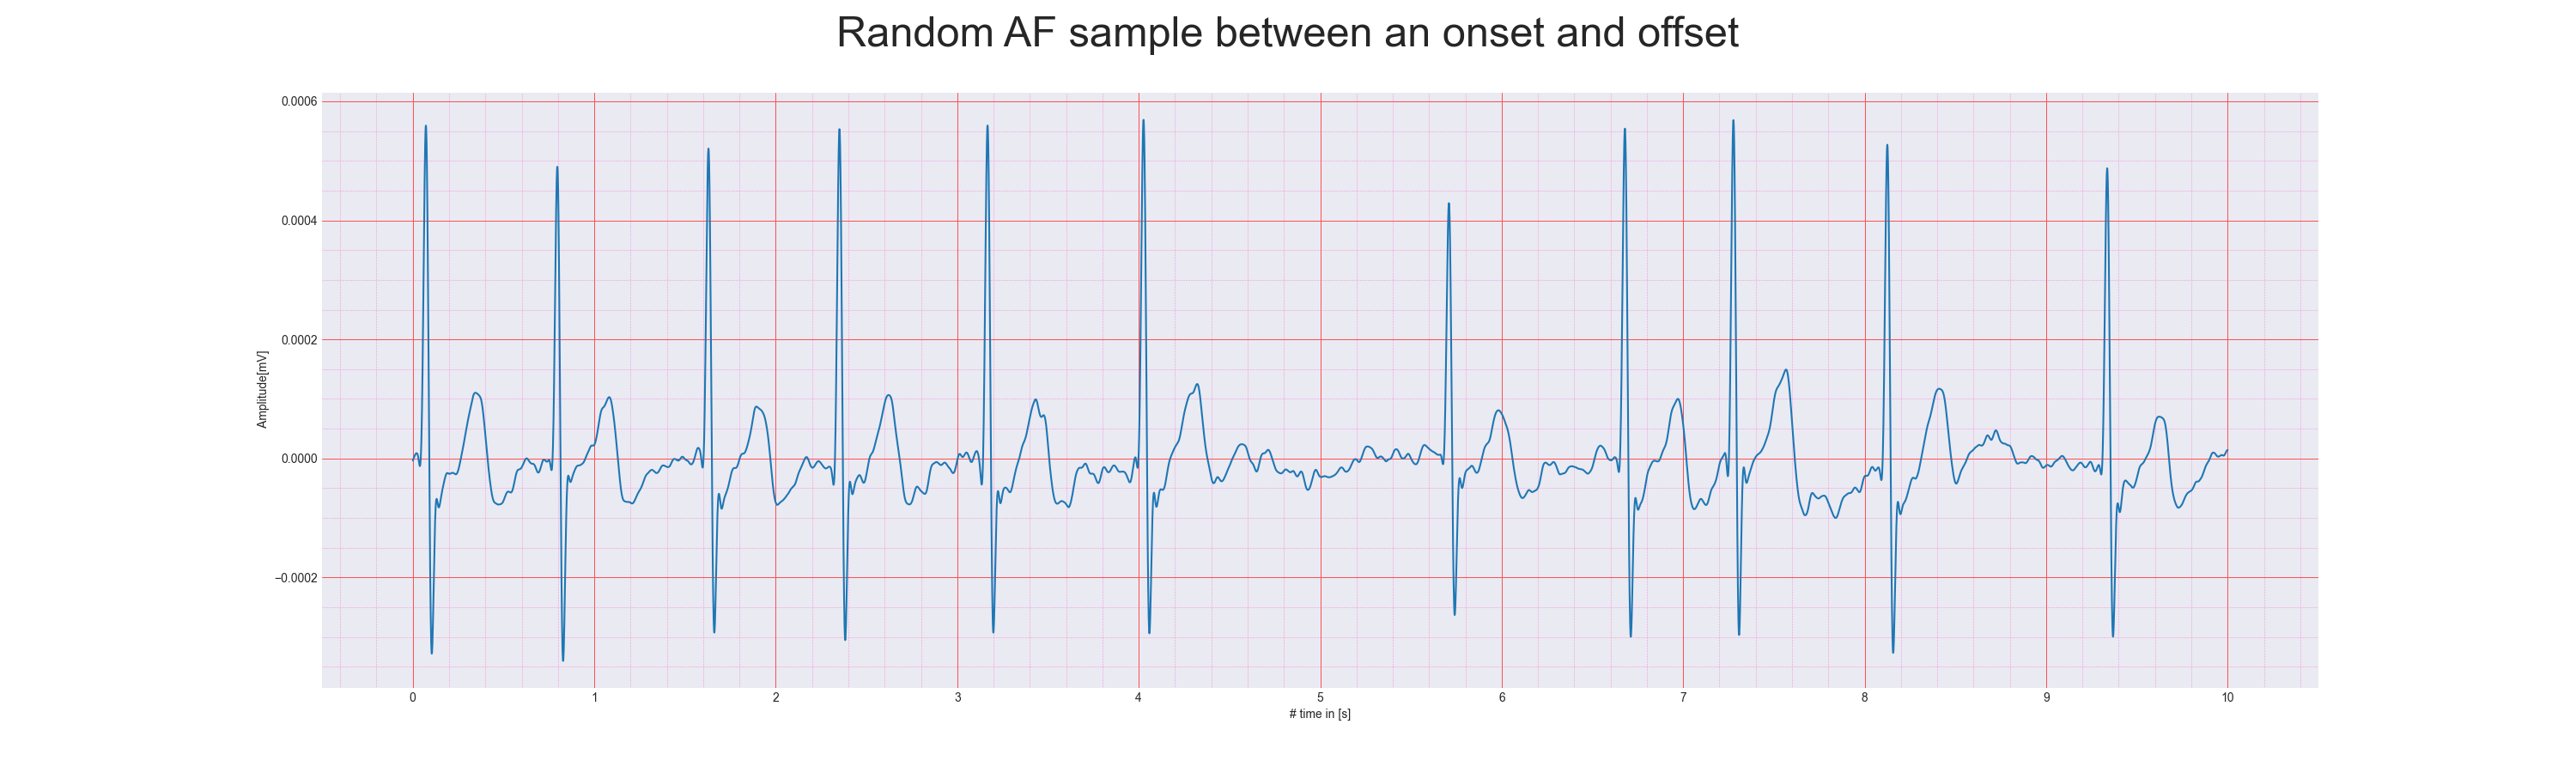 Random AF sample between an onset and offset
0.0006
0.0004
0.0002
0.0000
−0.0002
Amplitude[mV]
0 1 2 3 4 5 6 7 8 9 10
# time in [s]